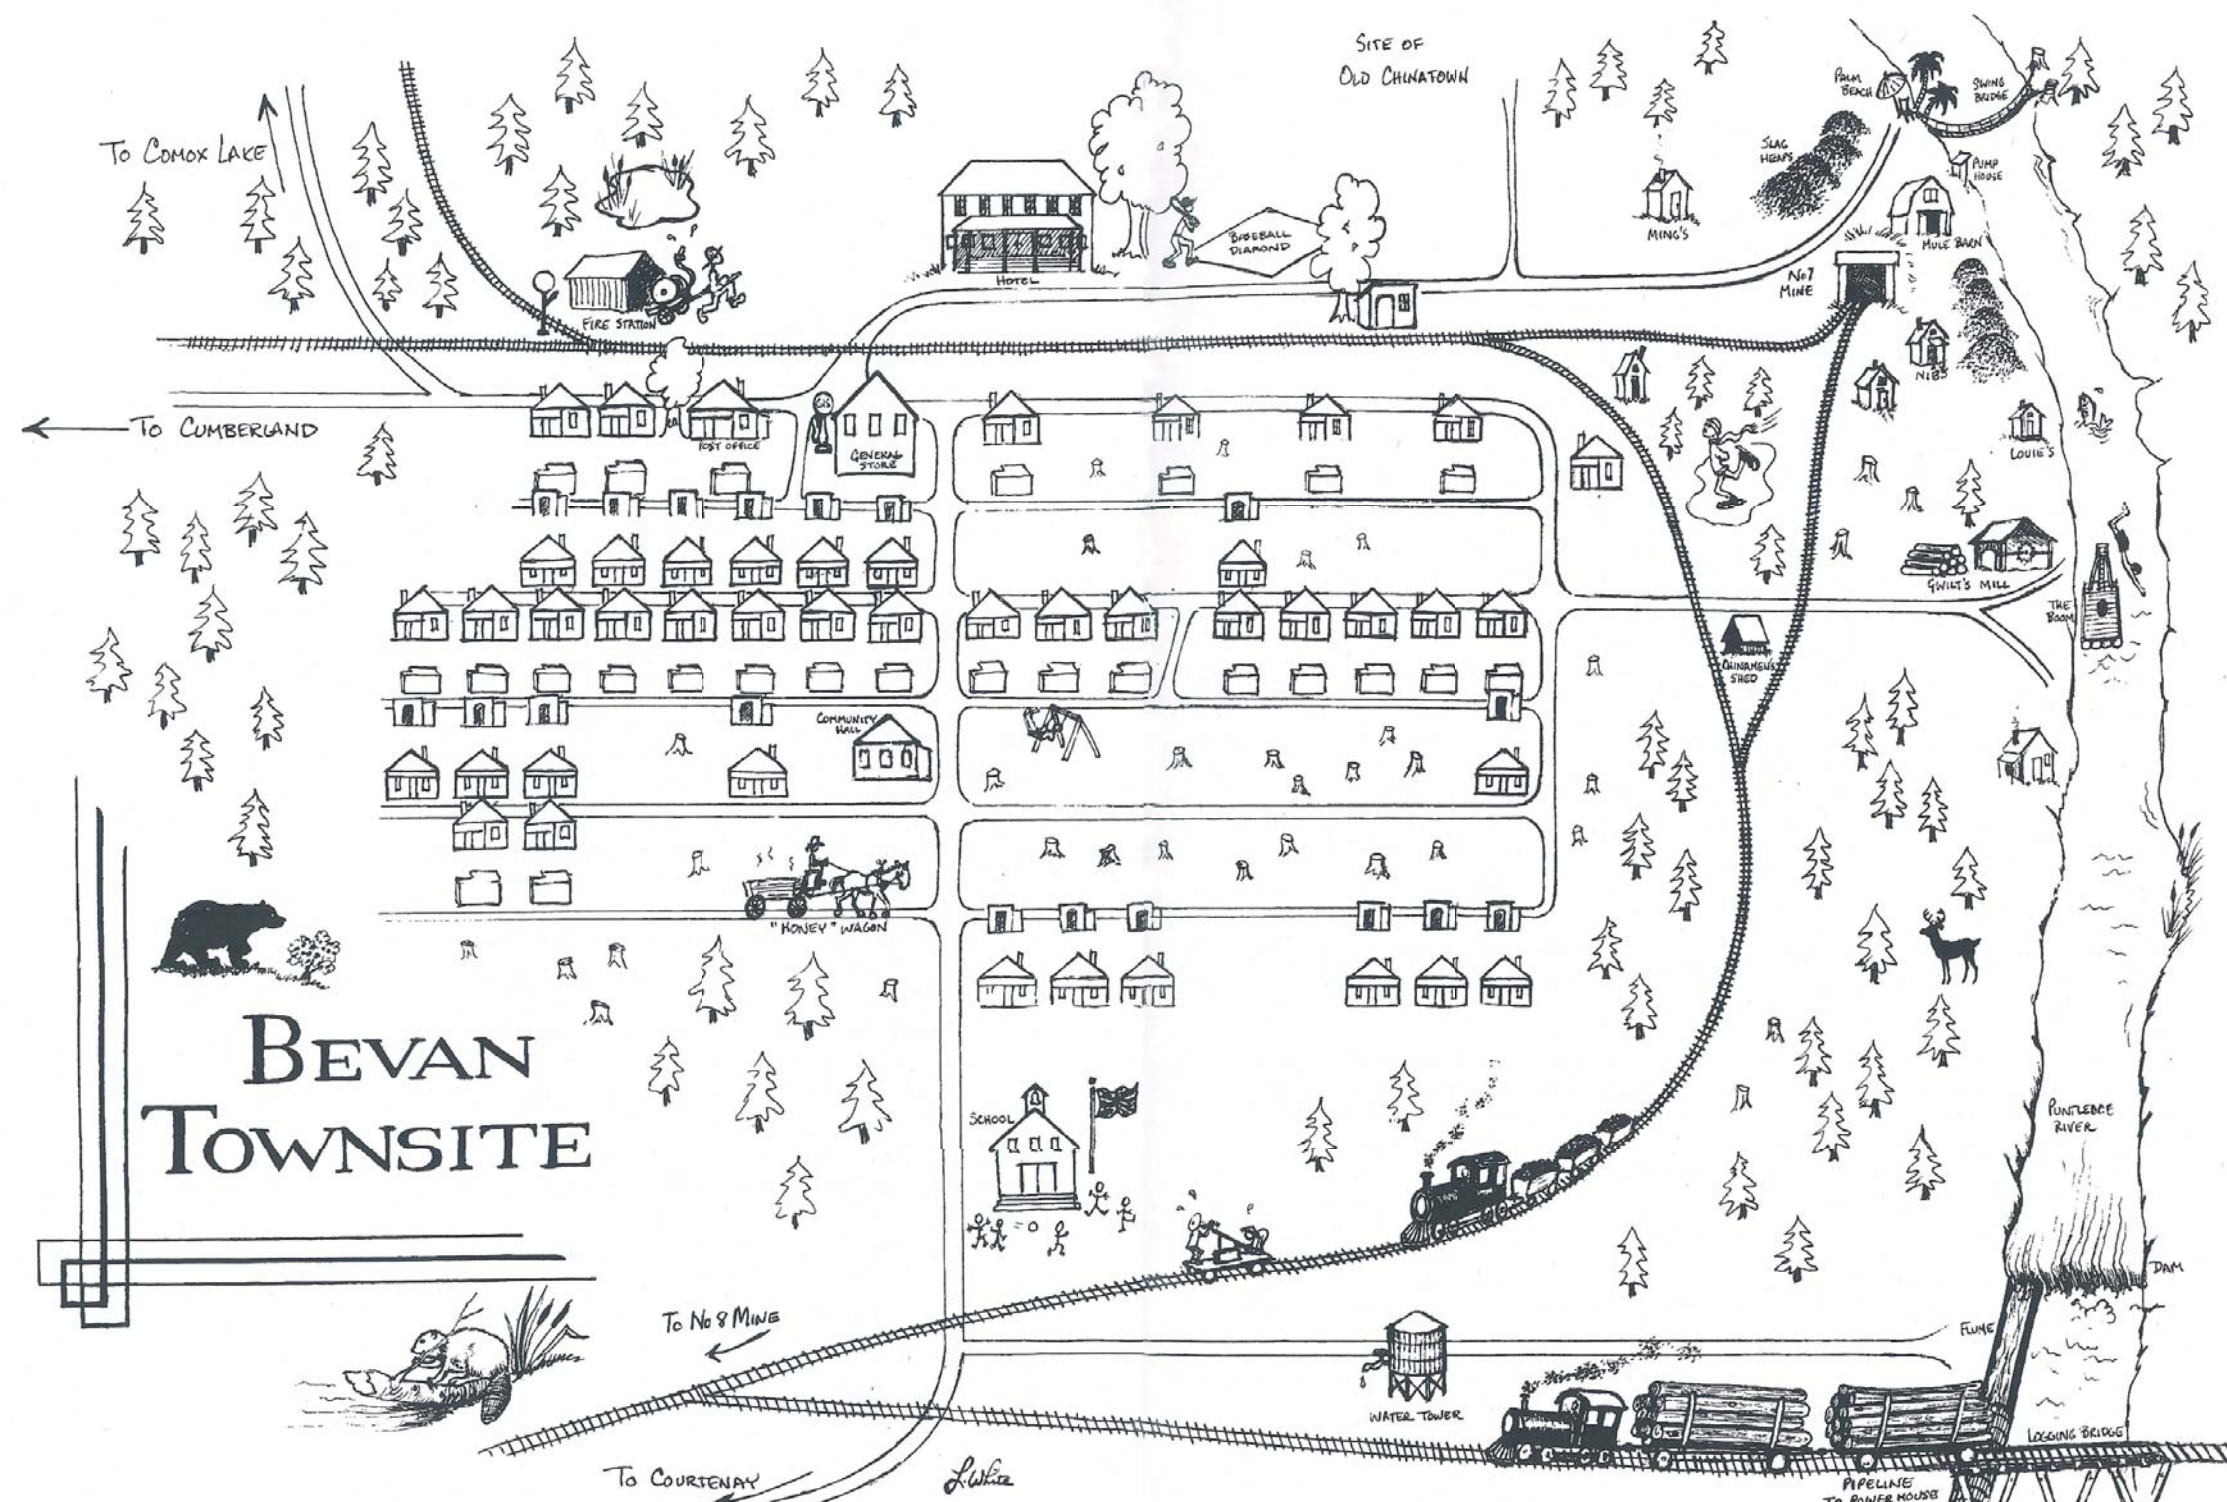 SITE OF
OLD CHINATOWN
PALM
BEACH
SWING
BRIDGE
TO COMOX LAKE
SLAG
HEAPS
PUMP
HOUSE
MING'S
BASEBALL
DIAMOND
MULE BARN
HOTEL
No 7
MINE
FIRE STATION
NIB'S
TO CUMBERLAND
POST OFFICE
GENERAL
STORE
LOUIE'S
GWILT'S MILL
THE
BOOM
CHINAMEN'S
SHED
COMMUNITY
HALL
"HONEY" WAGON
BEVAN
TOWNSITE
SCHOOL
PUNTLEDGE
RIVER
DAM
TO No 8 MINE
FLUME
WATER TOWER
LOGGING BRIDGE
TO COURTENAY
L. White
PIPELINE
TO POWER HOUSE